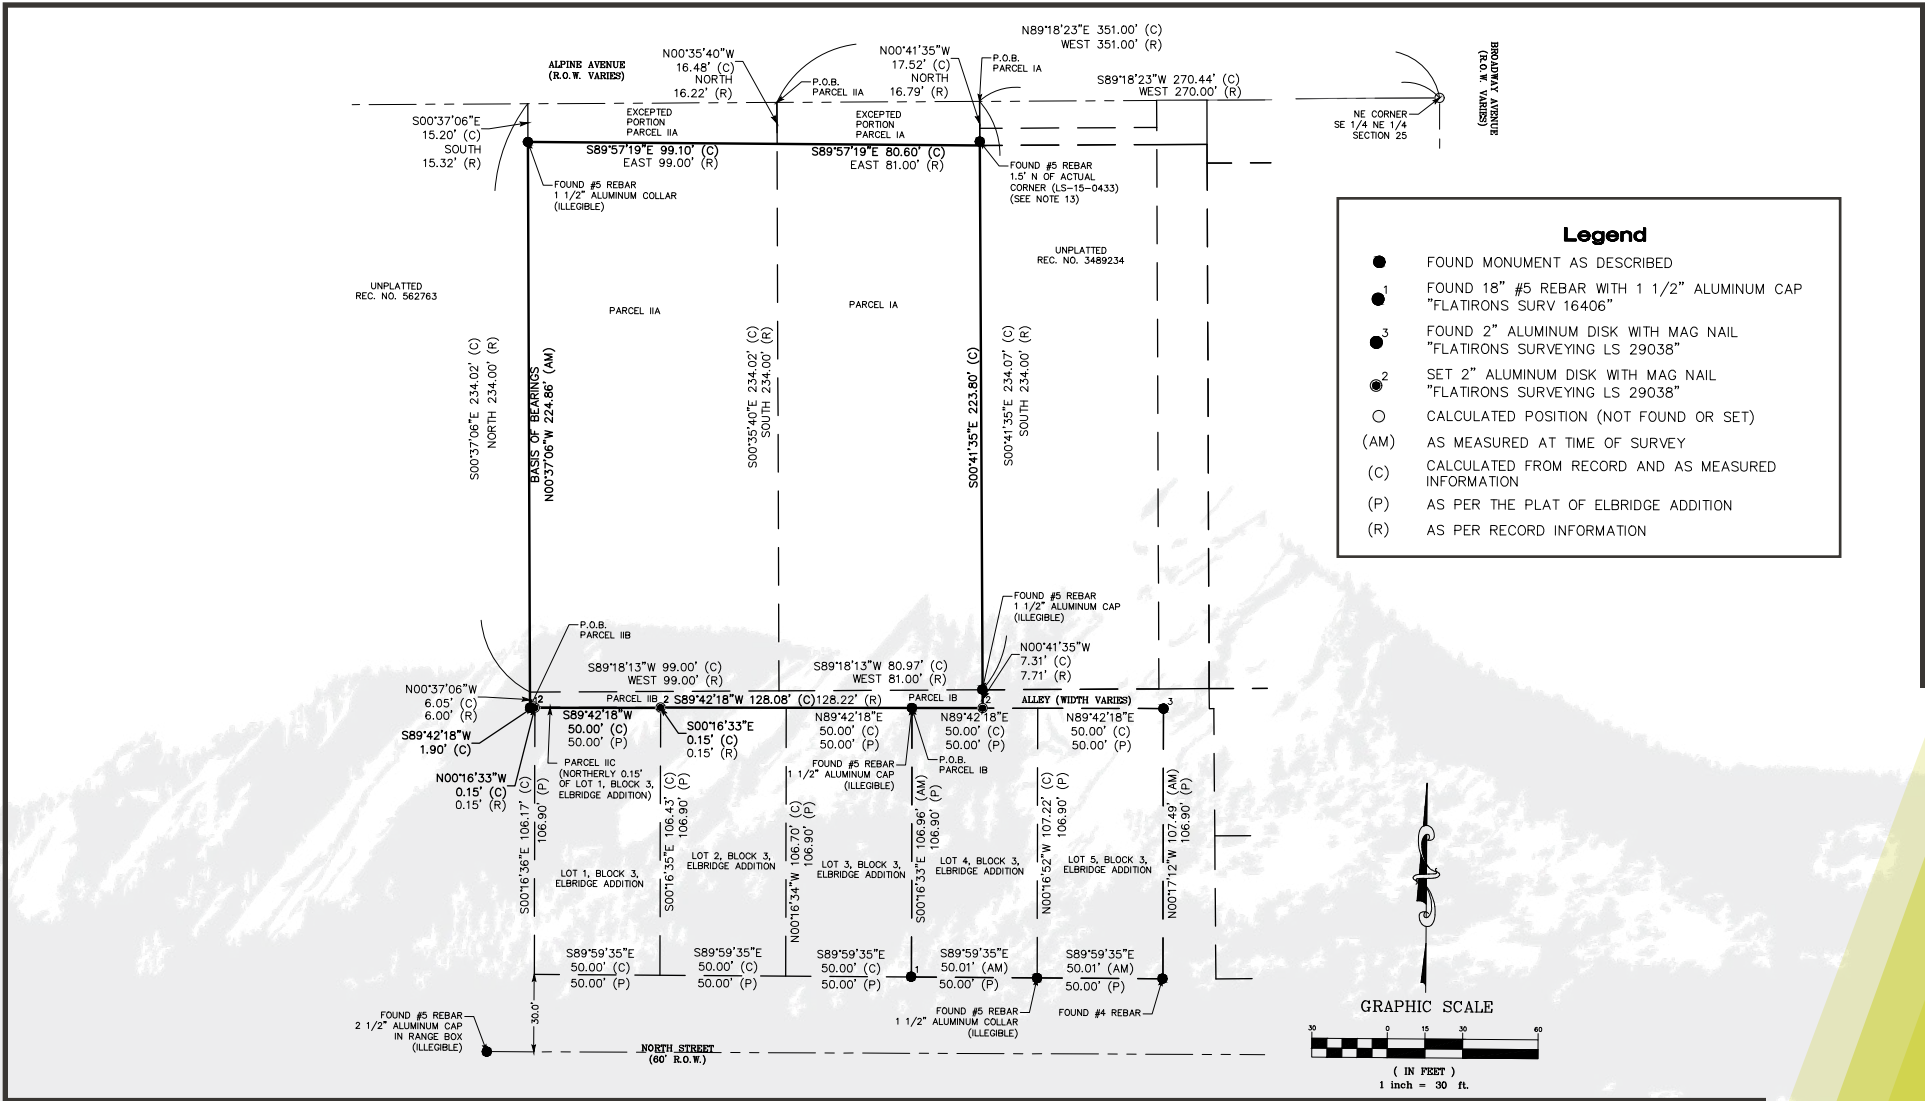 N89°18'23"E 351.00' (C)
WEST 351.00' (R)
BROADWAY AVENUE
(R.O.W. VARIES)
ALPINE AVENUE
(R.O.W. VARIES)
N00°35'40"W
16.48' (C)
NORTH
16.22' (R)
P.O.B.
PARCEL IIA
N00°41'35"W
17.52' (C)
NORTH
16.79' (R)
P.O.B.
PARCEL IA
S89°18'23"W 270.44' (C)
WEST 270.00' (R)
NE CORNER
SE 1/4 NE 1/4
SECTION 25
S00°37'06"E
15.20' (C)
SOUTH
15.32' (R)
EXCEPTED
PORTION
PARCEL IIA
EXCEPTED
PORTION
PARCEL IA
S89°57'19"E 99.10' (C)
EAST 99.00' (R)
S89°57'19"E 80.60' (C)
EAST 81.00' (R)
FOUND #5 REBAR
1 1/2" ALUMINUM COLLAR
(ILLEGIBLE)
FOUND #5 REBAR
1.5' N OF ACTUAL
CORNER (LS-15-0433)
(SEE NOTE 13)
UNPLATTED
REC. NO. 3489234
UNPLATTED
REC. NO. 562763
PARCEL IIA
PARCEL IA
S00°37'06"E 234.02' (C)
NORTH 234.00' (R)
BASIS OF BEARINGS
N00°37'06"W 224.86' (AM)
S00°35'40"E 234.02' (C)
SOUTH 234.00' (R)
S00°41'35"E 223.80' (C)
S00°41'35"E 234.07' (C)
SOUTH 234.00' (R)
Legend
FOUND MONUMENT AS DESCRIBED
1 FOUND 18" #5 REBAR WITH 1 1/2" ALUMINUM CAP
"FLATIRONS SURV 16406"
3 FOUND 2" ALUMINUM DISK WITH MAG NAIL
"FLATIRONS SURVEYING LS 29038"
2 SET 2" ALUMINUM DISK WITH MAG NAIL
"FLATIRONS SURVEYING LS 29038"
CALCULATED POSITION (NOT FOUND OR SET)
(AM) AS MEASURED AT TIME OF SURVEY
(C) CALCULATED FROM RECORD AND AS MEASURED
INFORMATION
(P) AS PER THE PLAT OF ELBRIDGE ADDITION
(R) AS PER RECORD INFORMATION
P.O.B.
PARCEL IIB
FOUND #5 REBAR
1 1/2" ALUMINUM CAP
(ILLEGIBLE)
N00°41'35"W
7.31' (C)
7.71' (R)
S89°18'13"W 99.00' (C)
WEST 99.00' (R)
S89°18'13"W 80.97' (C)
WEST 81.00' (R)
N00°37'06"W
6.05' (C)
6.00' (R)
2
PARCEL IIB
2
S89°42'18"W 128.08' (C)
128.22' (R)
PARCEL IB
2
ALLEY (WIDTH VARIES)
3
S89°42'18"W
1.90' (C)
S89°42'18"W
50.00' (C)
50.00' (P)
S00°16'33"E
0.15' (C)
0.15' (R)
N89°42'18"E
50.00' (C)
50.00' (P)
N89°42'18"E
50.00' (C)
50.00' (P)
N89°42'18"E
50.00' (C)
50.00' (P)
N00°16'33"W
0.15' (C)
0.15' (R)
PARCEL IIC
(NORTHERLY 0.15'
OF LOT 1, BLOCK 3,
ELBRIDGE ADDITION)
FOUND #5 REBAR
1 1/2" ALUMINUM CAP
(ILLEGIBLE)
P.O.B.
PARCEL IB
S00°16'36"E 106.17' (C)
106.90' (P)
S00°16'35"E 106.43' (C)
106.90' (P)
N00°16'34"W 106.70' (C)
106.90' (P)
S00°16'33"E 106.96' (AM)
106.90' (P)
N00°16'52"W 107.22' (C)
106.90' (P)
N00°17'12"W 107.49' (AM)
106.90' (P)
LOT 1, BLOCK 3,
ELBRIDGE ADDITION
LOT 2, BLOCK 3,
ELBRIDGE ADDITION
LOT 3, BLOCK 3,
ELBRIDGE ADDITION
LOT 4, BLOCK 3,
ELBRIDGE ADDITION
LOT 5, BLOCK 3,
ELBRIDGE ADDITION
S89°59'35"E
50.00' (C)
50.00' (P)
S89°59'35"E
50.00' (C)
50.00' (P)
S89°59'35"E
50.00' (C)
50.00' (P)
1
S89°59'35"E
50.01' (AM)
50.00' (P)
S89°59'35"E
50.01' (AM)
50.00' (P)
30.0'
FOUND #5 REBAR
2 1/2" ALUMINUM CAP
IN RANGE BOX
(ILLEGIBLE)
NORTH STREET
(60' R.O.W.)
FOUND #5 REBAR
1 1/2" ALUMINUM COLLAR
(ILLEGIBLE)
FOUND #4 REBAR
GRAPHIC SCALE
30 0 15 30 60
( IN FEET )
1 inch = 30 ft.